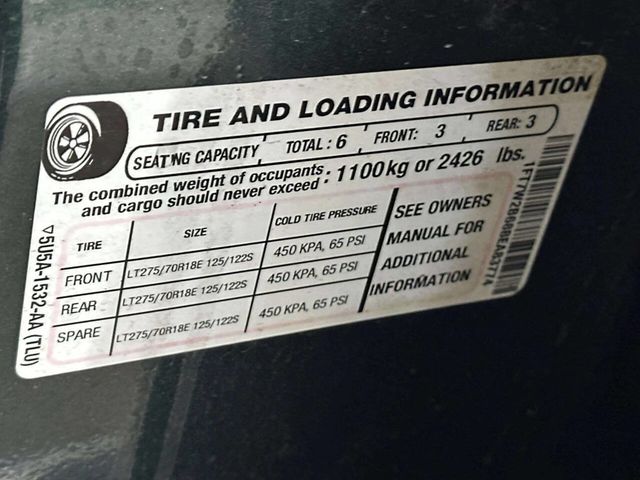 TIRE AND LOADING INFORMATION
SEATING CAPACITY TOTAL: 6 FRONT: 3 REAR: 3
The combined weight of occupants and cargo should never exceed : 1100kg or 2426 lbs.
TIRE SIZE COLD TIRE PRESSURE
FRONT LT275/70R18E 125/122S 450 KPA, 65 PSI
REAR LT275/70R18E 125/122S 450 KPA, 65 PSI
SPARE LT275/70R18E 125/122S 450 KPA, 65 PSI
SEE OWNERS
MANUAL FOR
ADDITIONAL
INFORMATION
5U5A-1532-AA (TLU)